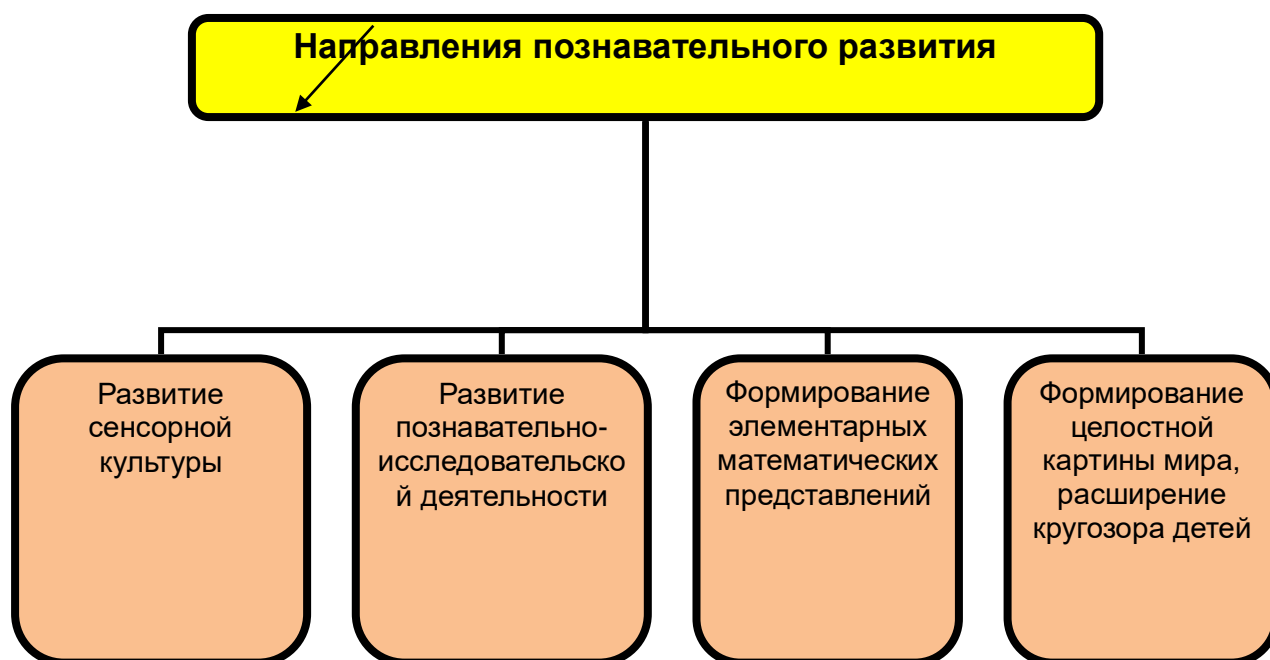 Направления познавательного развития
Развитие
сенсорной
культуры
Развитие
познавательно-
исследовательско
й деятельности
Формирование
элементарных
математических
представлений
Формирование
целостной
картины мира,
расширение
кругозора детей